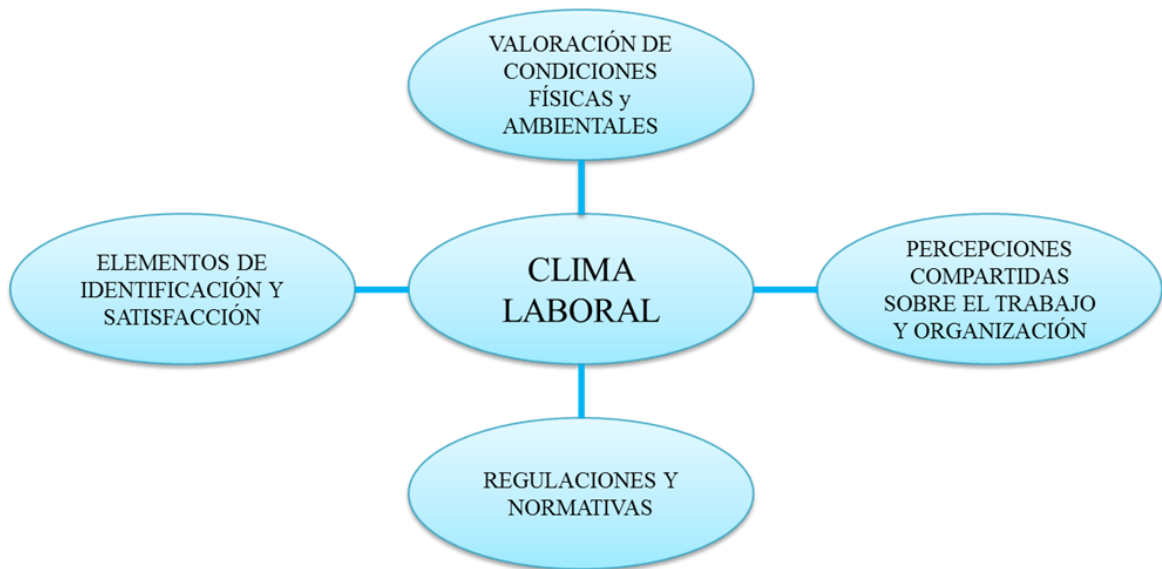 VALORACIÓN DE
CONDICIONES
FÍSICAS y
AMBIENTALES
ELEMENTOS DE
IDENTIFICACIÓN Y
SATISFACCIÓN
CLIMA
LABORAL
PERCEPCIONES
COMPARTIDAS
SOBRE EL TRABAJO
Y ORGANIZACIÓN
REGULACIONES Y
NORMATIVAS